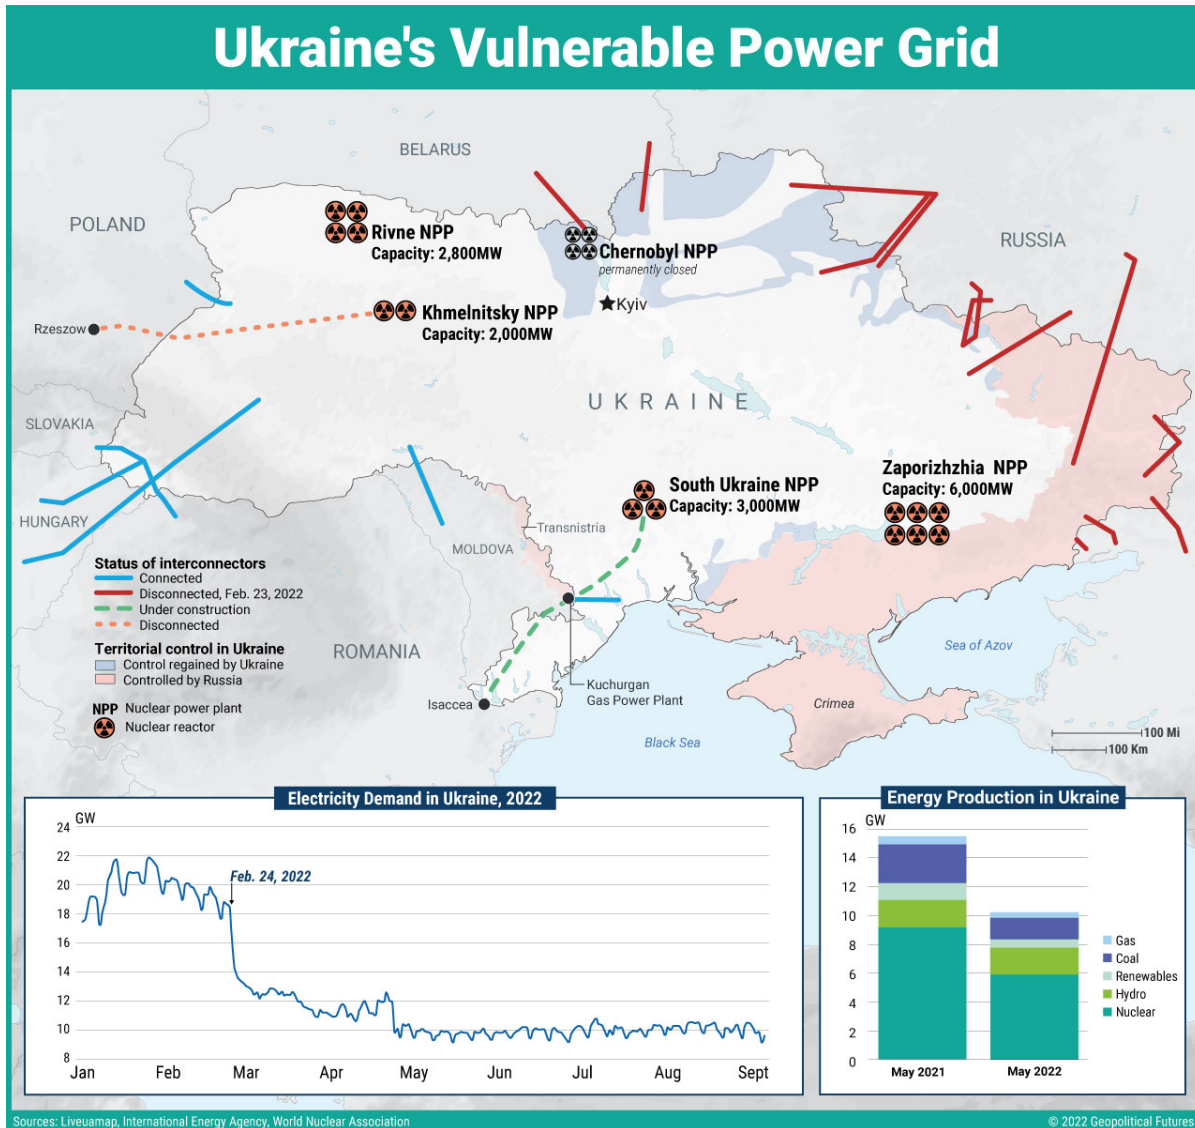 Ukraine's Vulnerable Power Grid
BELARUS
POLAND
RUSSIA
Rivne NPP
Capacity: 2,800MW
Chernobyl NPP
permanently closed
Kyiv
Khmelnitsky NPP
Capacity: 2,000MW
Rzeszow
UKRAINE
SLOVAKIA
HUNGARY
Zaporizhzhia NPP
Capacity: 6,000MW
South Ukraine NPP
Capacity: 3,000MW
Transnistria
MOLDOVA
ROMANIA
Isaccea
Kuchurgan
Gas Power Plant
Sea of Azov
Crimea
Black Sea
100 Mi
100 Km
Status of interconnectors
Connected
Disconnected, Feb. 23, 2022
Under construction
Disconnected
Territorial control in Ukraine
Control regained by Ukraine
Controlled by Russia
NPP Nuclear power plant
Nuclear reactor
Electricity Demand in Ukraine, 2022
GW
24
22
20
18
16
14
12
10
8
Feb. 24, 2022
Jan Feb Mar Apr May Jun Jul Aug Sept
Energy Production in Ukraine
GW
16
14
12
10
8
6
4
2
0
May 2021 May 2022
Gas
Coal
Renewables
Hydro
Nuclear
Sources: Liveuamap, International Energy Agency, World Nuclear Association
© 2022 Geopolitical Futures